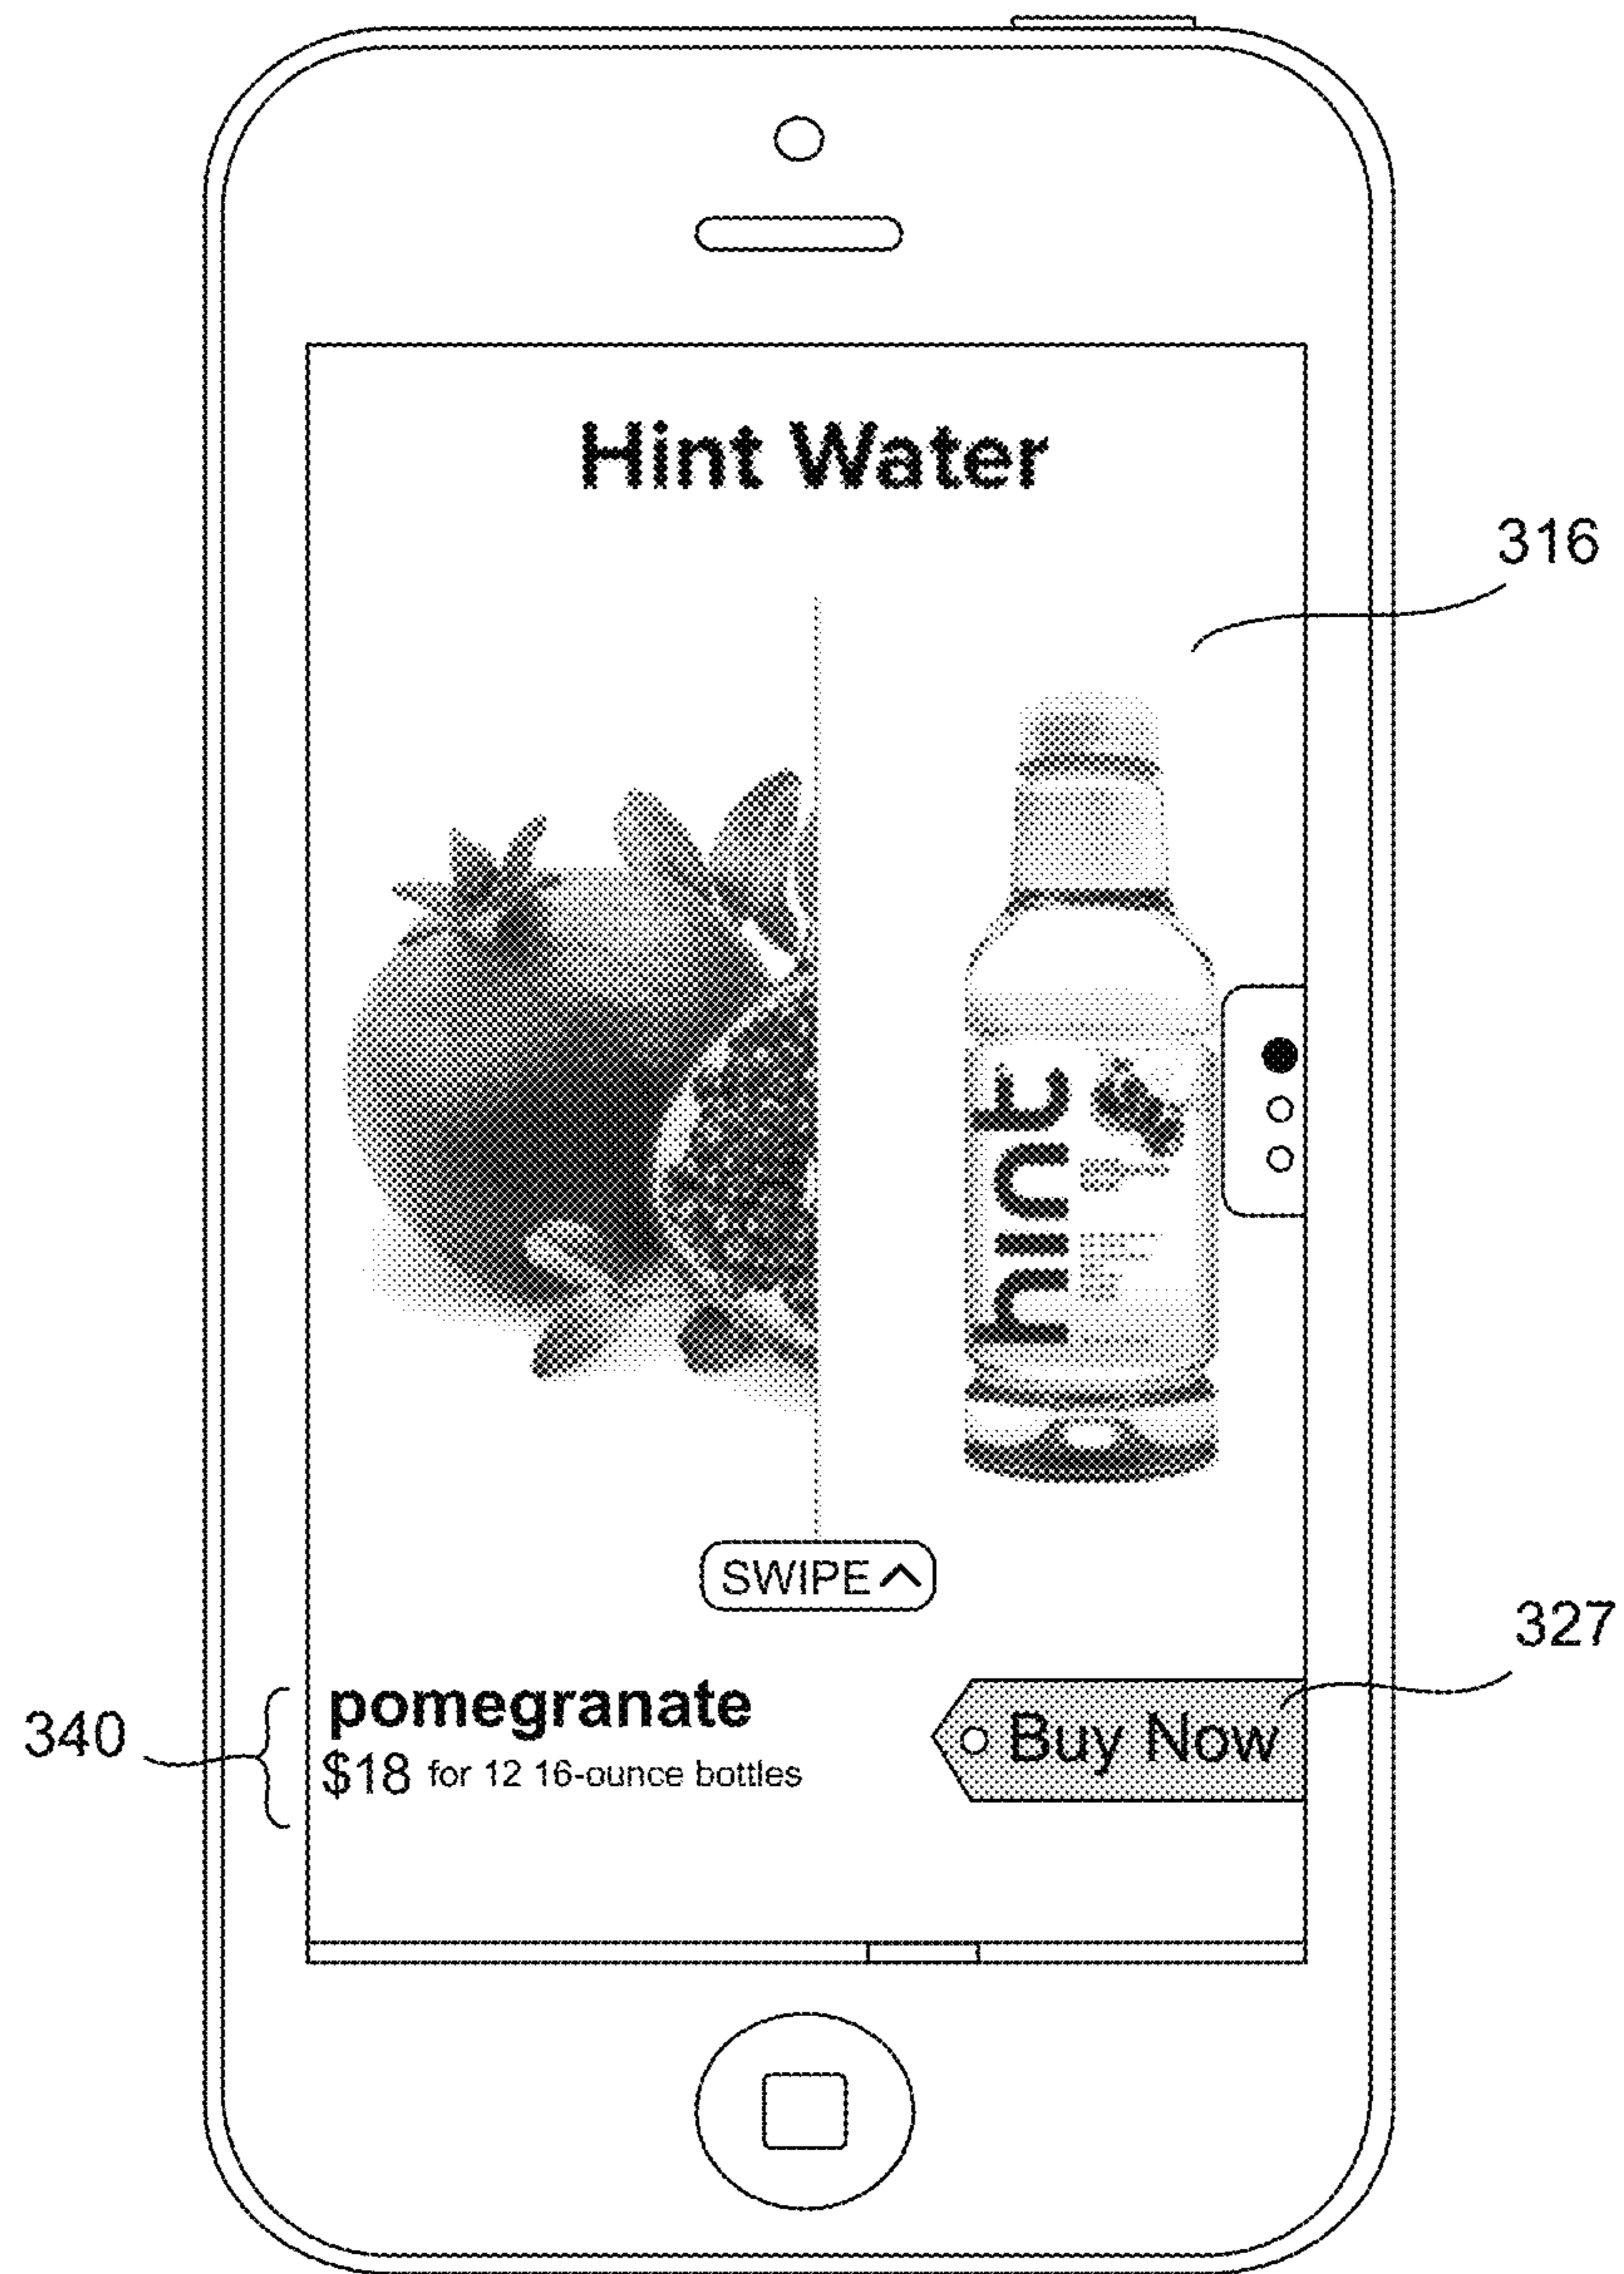 Hint Water
316
hint
SWIPE
327
pomegranate
Buy Now
340
$18 for 12 16-ounce bottles